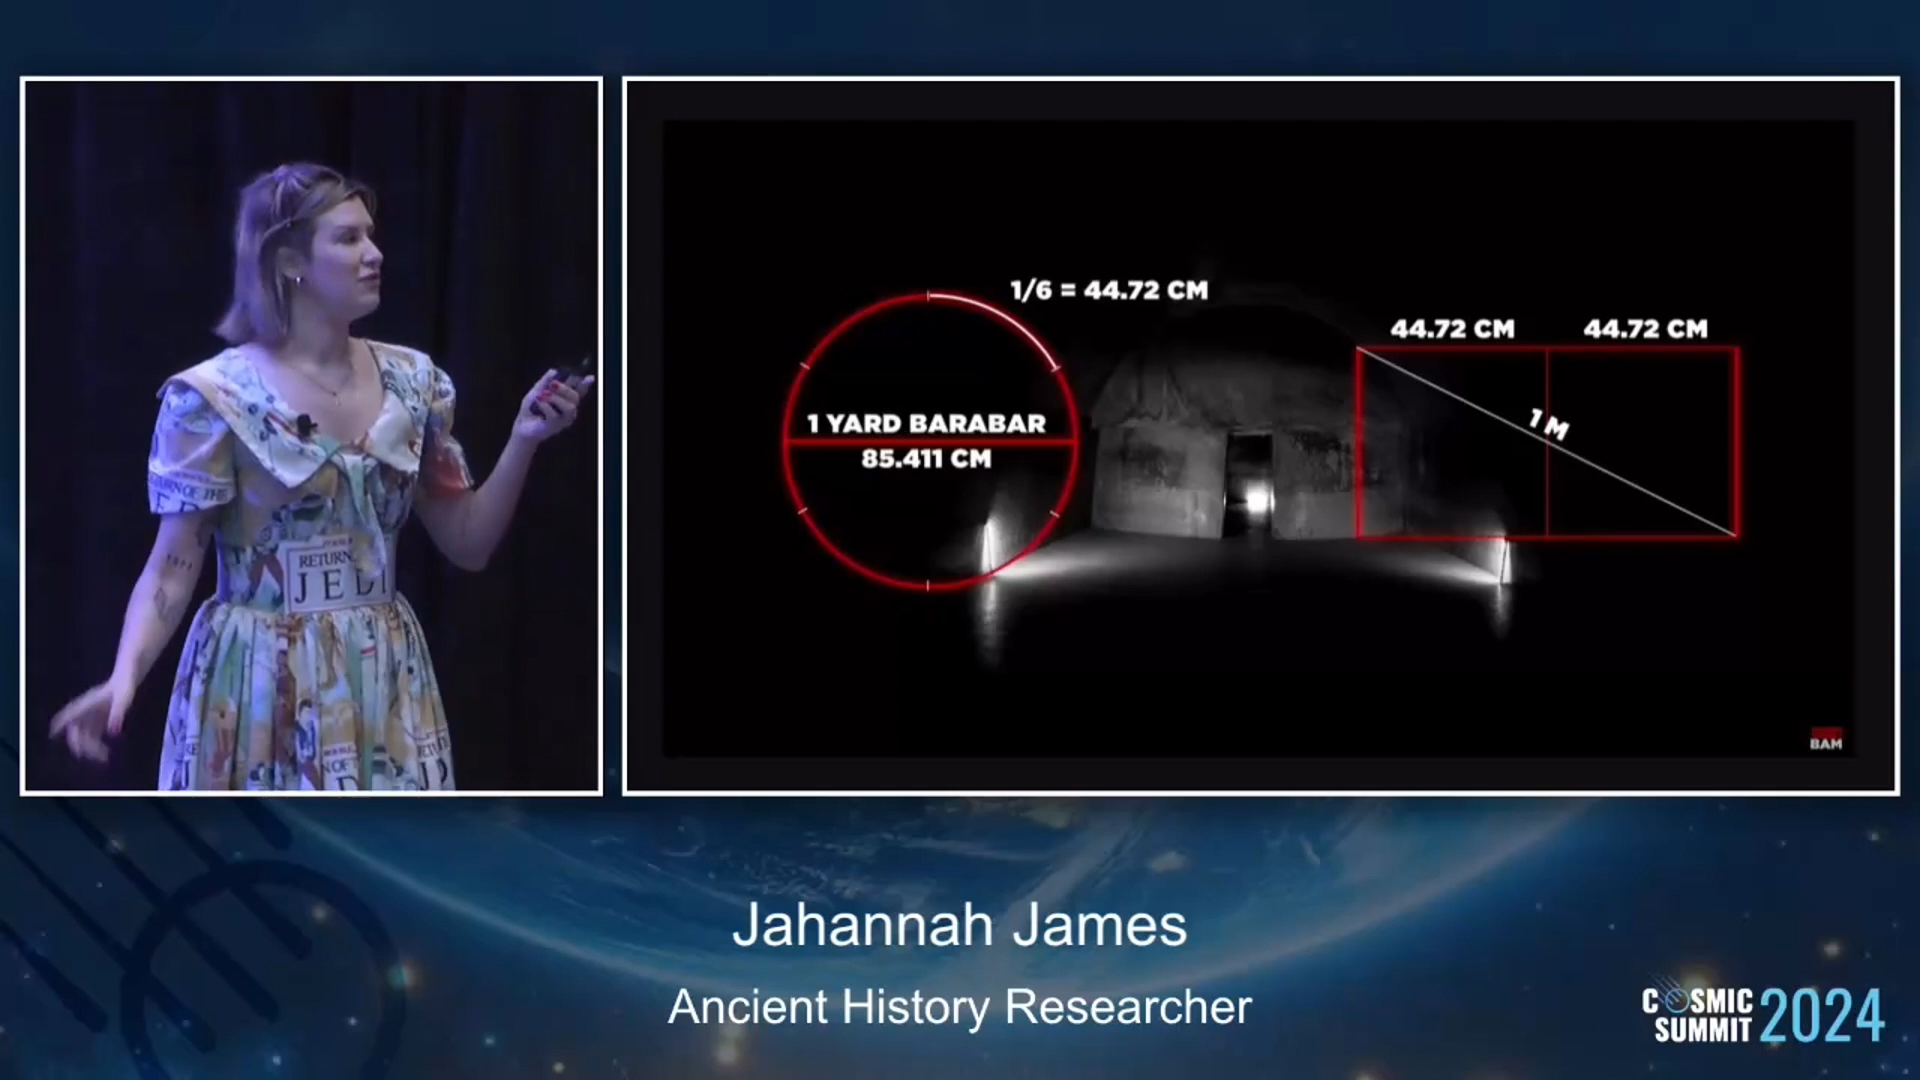 1/6 = 44.72 CM
44.72 CM
44.72 CM
1 YARD BARABAR
85.411 CM
1 M
RETURN
JEDI
BAM
Jahannah James
Ancient History Researcher
COSMIC
SUMMIT 2024